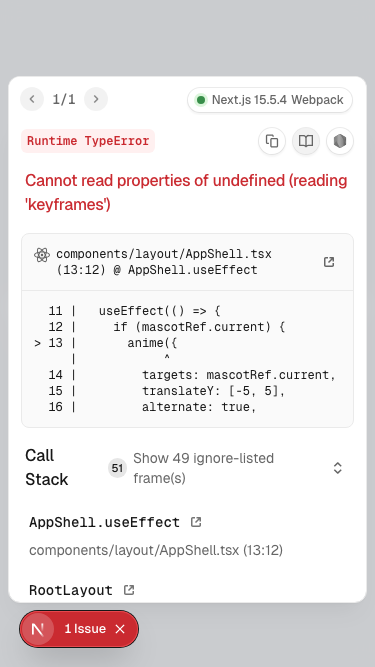 1/1
Next.js 15.5.4 Webpack
Runtime TypeError
Cannot read properties of undefined (reading
'keyframes')
components/layout/AppShell.tsx
(13:12) @ AppShell.useEffect
11 |   useEffect(() => {
12 |     if (mascotRef.current) {
> 13 |       anime({
|            ^
14 |         targets: mascotRef.current,
15 |         translateY: [-5, 5],
16 |         alternate: true,
Call
Stack
51
Show 49 ignore-listed
frame(s)
AppShell.useEffect
components/layout/AppShell.tsx (13:12)
RootLayout
N
1 Issue